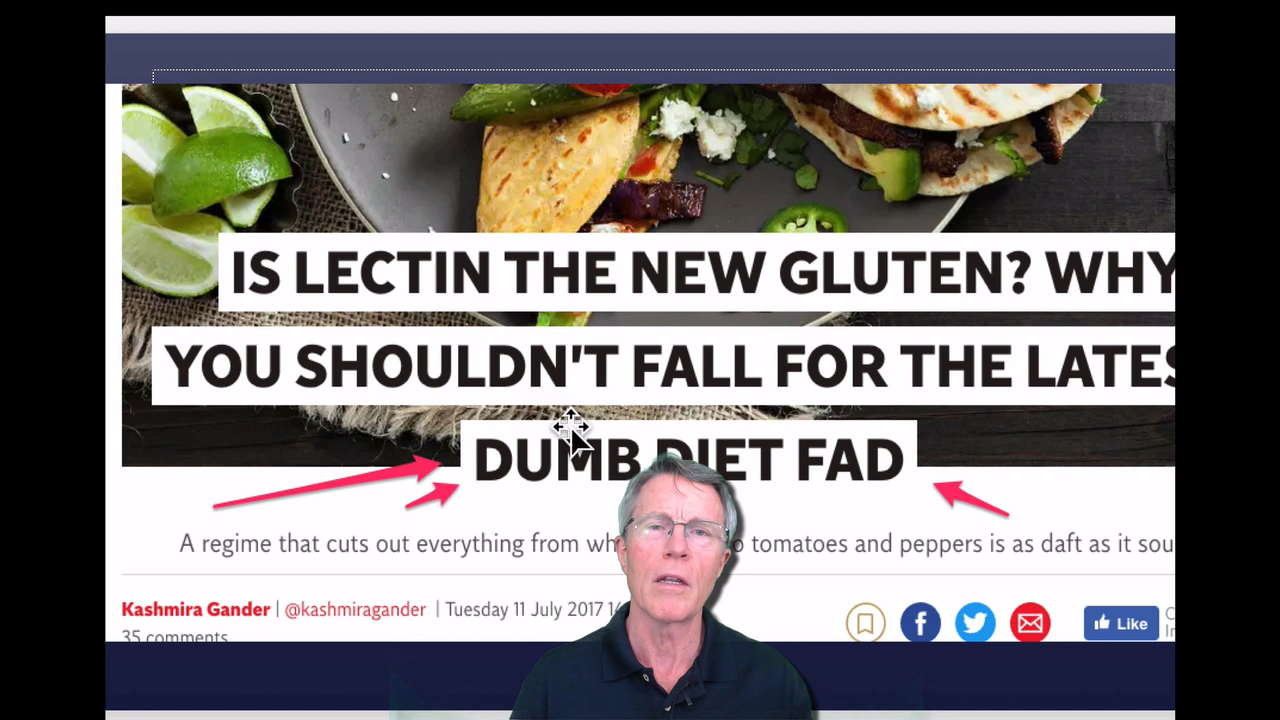 IS LECTIN THE NEW GLUTEN? WHY
YOU SHOULDN'T FALL FOR THE LATES
DUMB DIET FAD
A regime that cuts out everything from wh o tomatoes and peppers is as daft as it sou
Kashmira Gander | @kashmiragander | Tuesday 11 July 2017
35 comments
Like